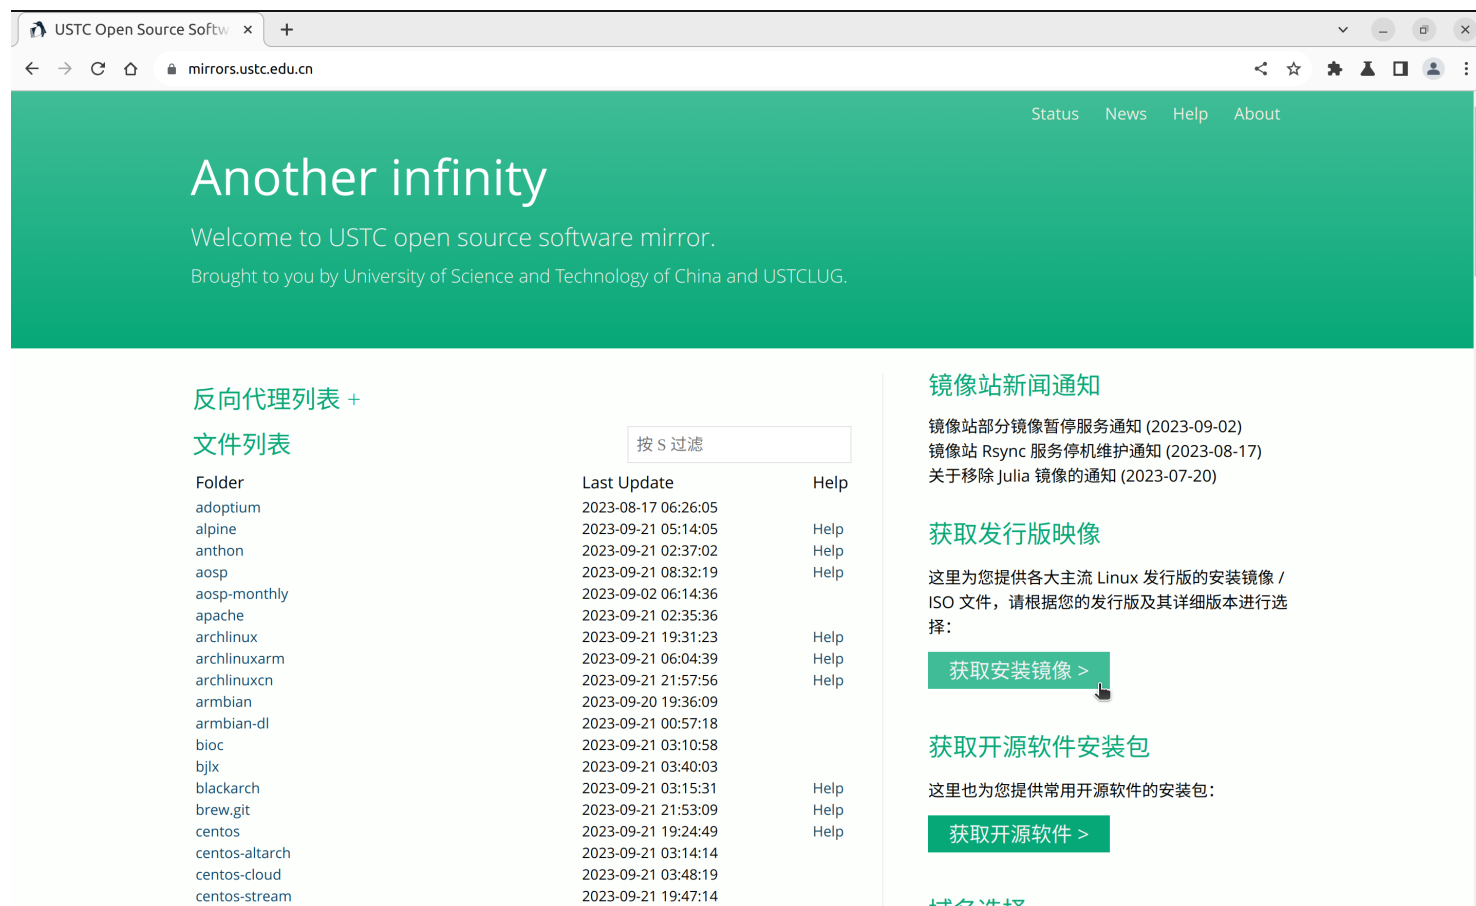 USTC Open Source Softw
mirrors.ustc.edu.cn
Status News Help About
Another infinity
Welcome to USTC open source software mirror.
Brought to you by University of Science and Technology of China and USTCLUG.
反向代理列表 +
文件列表
按 S 过滤
Folder Last Update Help
adoptium 2023-08-17 06:26:05
alpine 2023-09-21 05:14:05 Help
anthon 2023-09-21 02:37:02 Help
aosp 2023-09-21 08:32:19 Help
aosp-monthly 2023-09-02 06:14:36
apache 2023-09-21 02:35:36
archlinux 2023-09-21 19:31:23 Help
archlinuxarm 2023-09-21 06:04:39 Help
archlinuxcn 2023-09-21 21:57:56 Help
armbian 2023-09-20 19:36:09
armbian-dl 2023-09-21 00:57:18
bioc 2023-09-21 03:10:58
bjlx 2023-09-21 03:40:03
blackarch 2023-09-21 03:15:31 Help
brew.git 2023-09-21 21:53:09 Help
centos 2023-09-21 19:24:49 Help
centos-altarch 2023-09-21 03:14:14
centos-cloud 2023-09-21 03:48:19
centos-stream 2023-09-21 19:47:14
镜像站新闻通知
镜像站部分镜像暂停服务通知 (2023-09-02)
镜像站 Rsync 服务停机维护通知 (2023-08-17)
关于移除 Julia 镜像的通知 (2023-07-20)
获取发行版映像
这里为您提供各大主流 Linux 发行版的安装镜像 /
ISO 文件，请根据您的发行版及其详细版本进行选
择：
获取安装镜像 >
获取开源软件安装包
这里也为您提供常用开源软件的安装包：
获取开源软件 >
域名选择